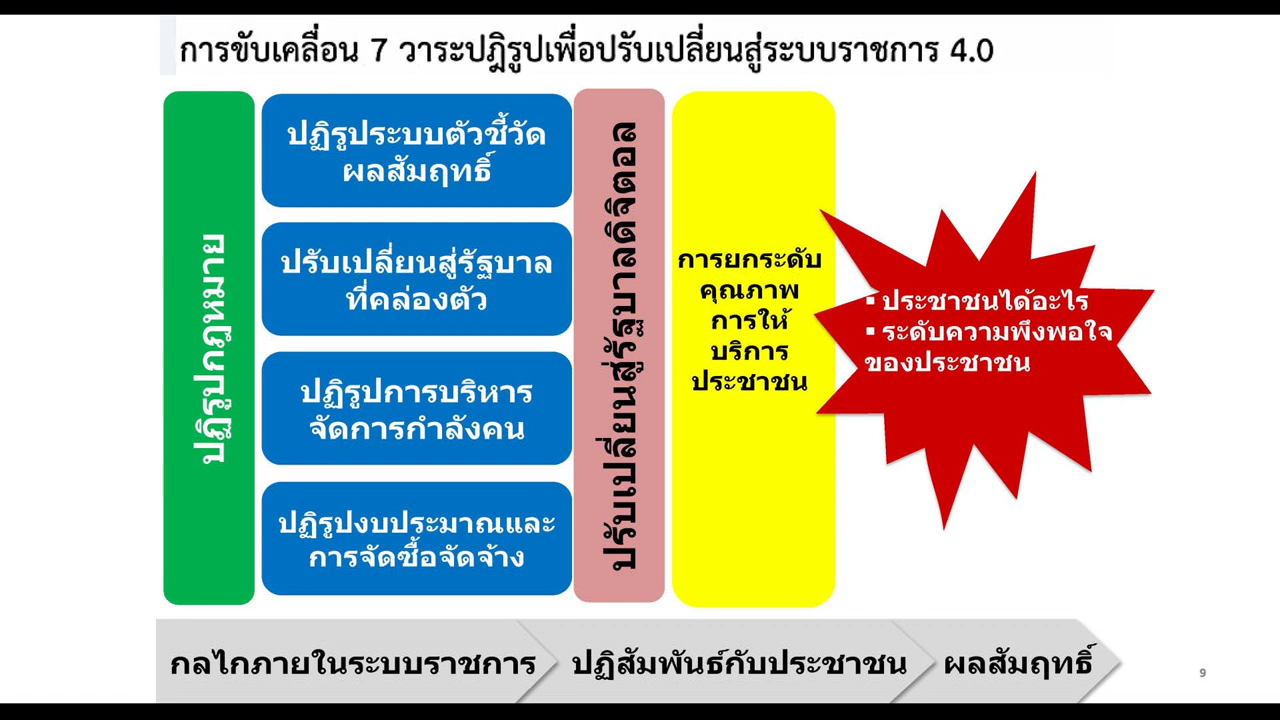 การขับเคลื่อน 7 วาระปฏิรูปเพื่อปรับเปลี่ยนสู่ระบบราชการ 4.0
ปฏิรูปกฎหมาย
ปฏิรูประบบตัวชี้วัด
ผลสัมฤทธิ์
ปรับเปลี่ยนสู่รัฐบาล
ที่คล่องตัว
ปฏิรูปการบริหาร
จัดการกำลังคน
ปฏิรูปงบประมาณและ
การจัดซื้อจัดจ้าง
ปรับเปลี่ยนสู่รัฐบาลดิจิตอล
การยกระดับ
คุณภาพ
การให้
บริการ
ประชาชน
▪ ประชาชนได้อะไร
▪ ระดับความพึงพอใจ
ของประชาชน
กลไกภายในระบบราชการ
ปฏิสัมพันธ์กับประชาชน
ผลสัมฤทธิ์
9